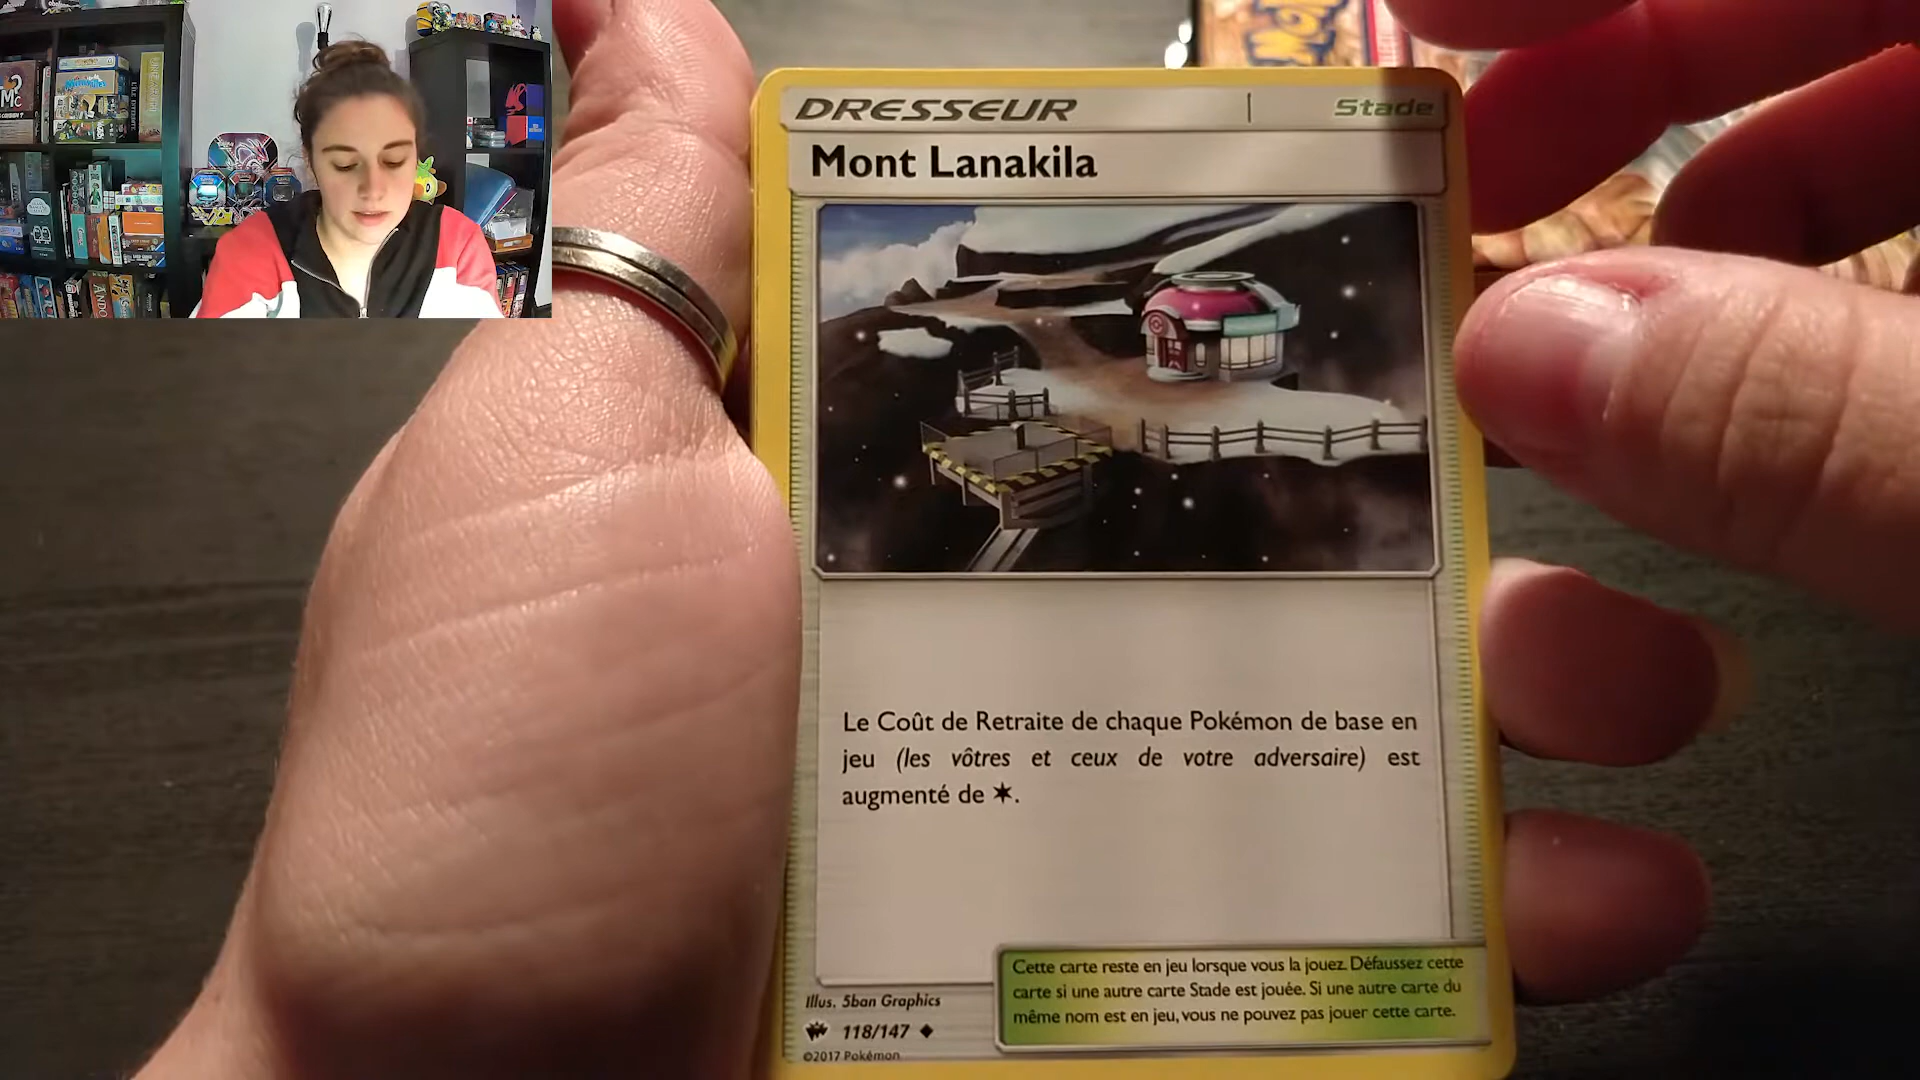 DRESSEUR
Stade
Mont Lanakila
Le Coût de Retraite de chaque Pokémon de base en
jeu (les vôtres et ceux de votre adversaire) est
augmenté de ✶.
Cette carte reste en jeu lorsque vous la jouez. Défaussez cette
carte si une autre carte Stade est jouée. Si une autre carte du
même nom est en jeu, vous ne pouvez pas jouer cette carte.
Illus. 5ban Graphics
118/147
©2017 Pokémon